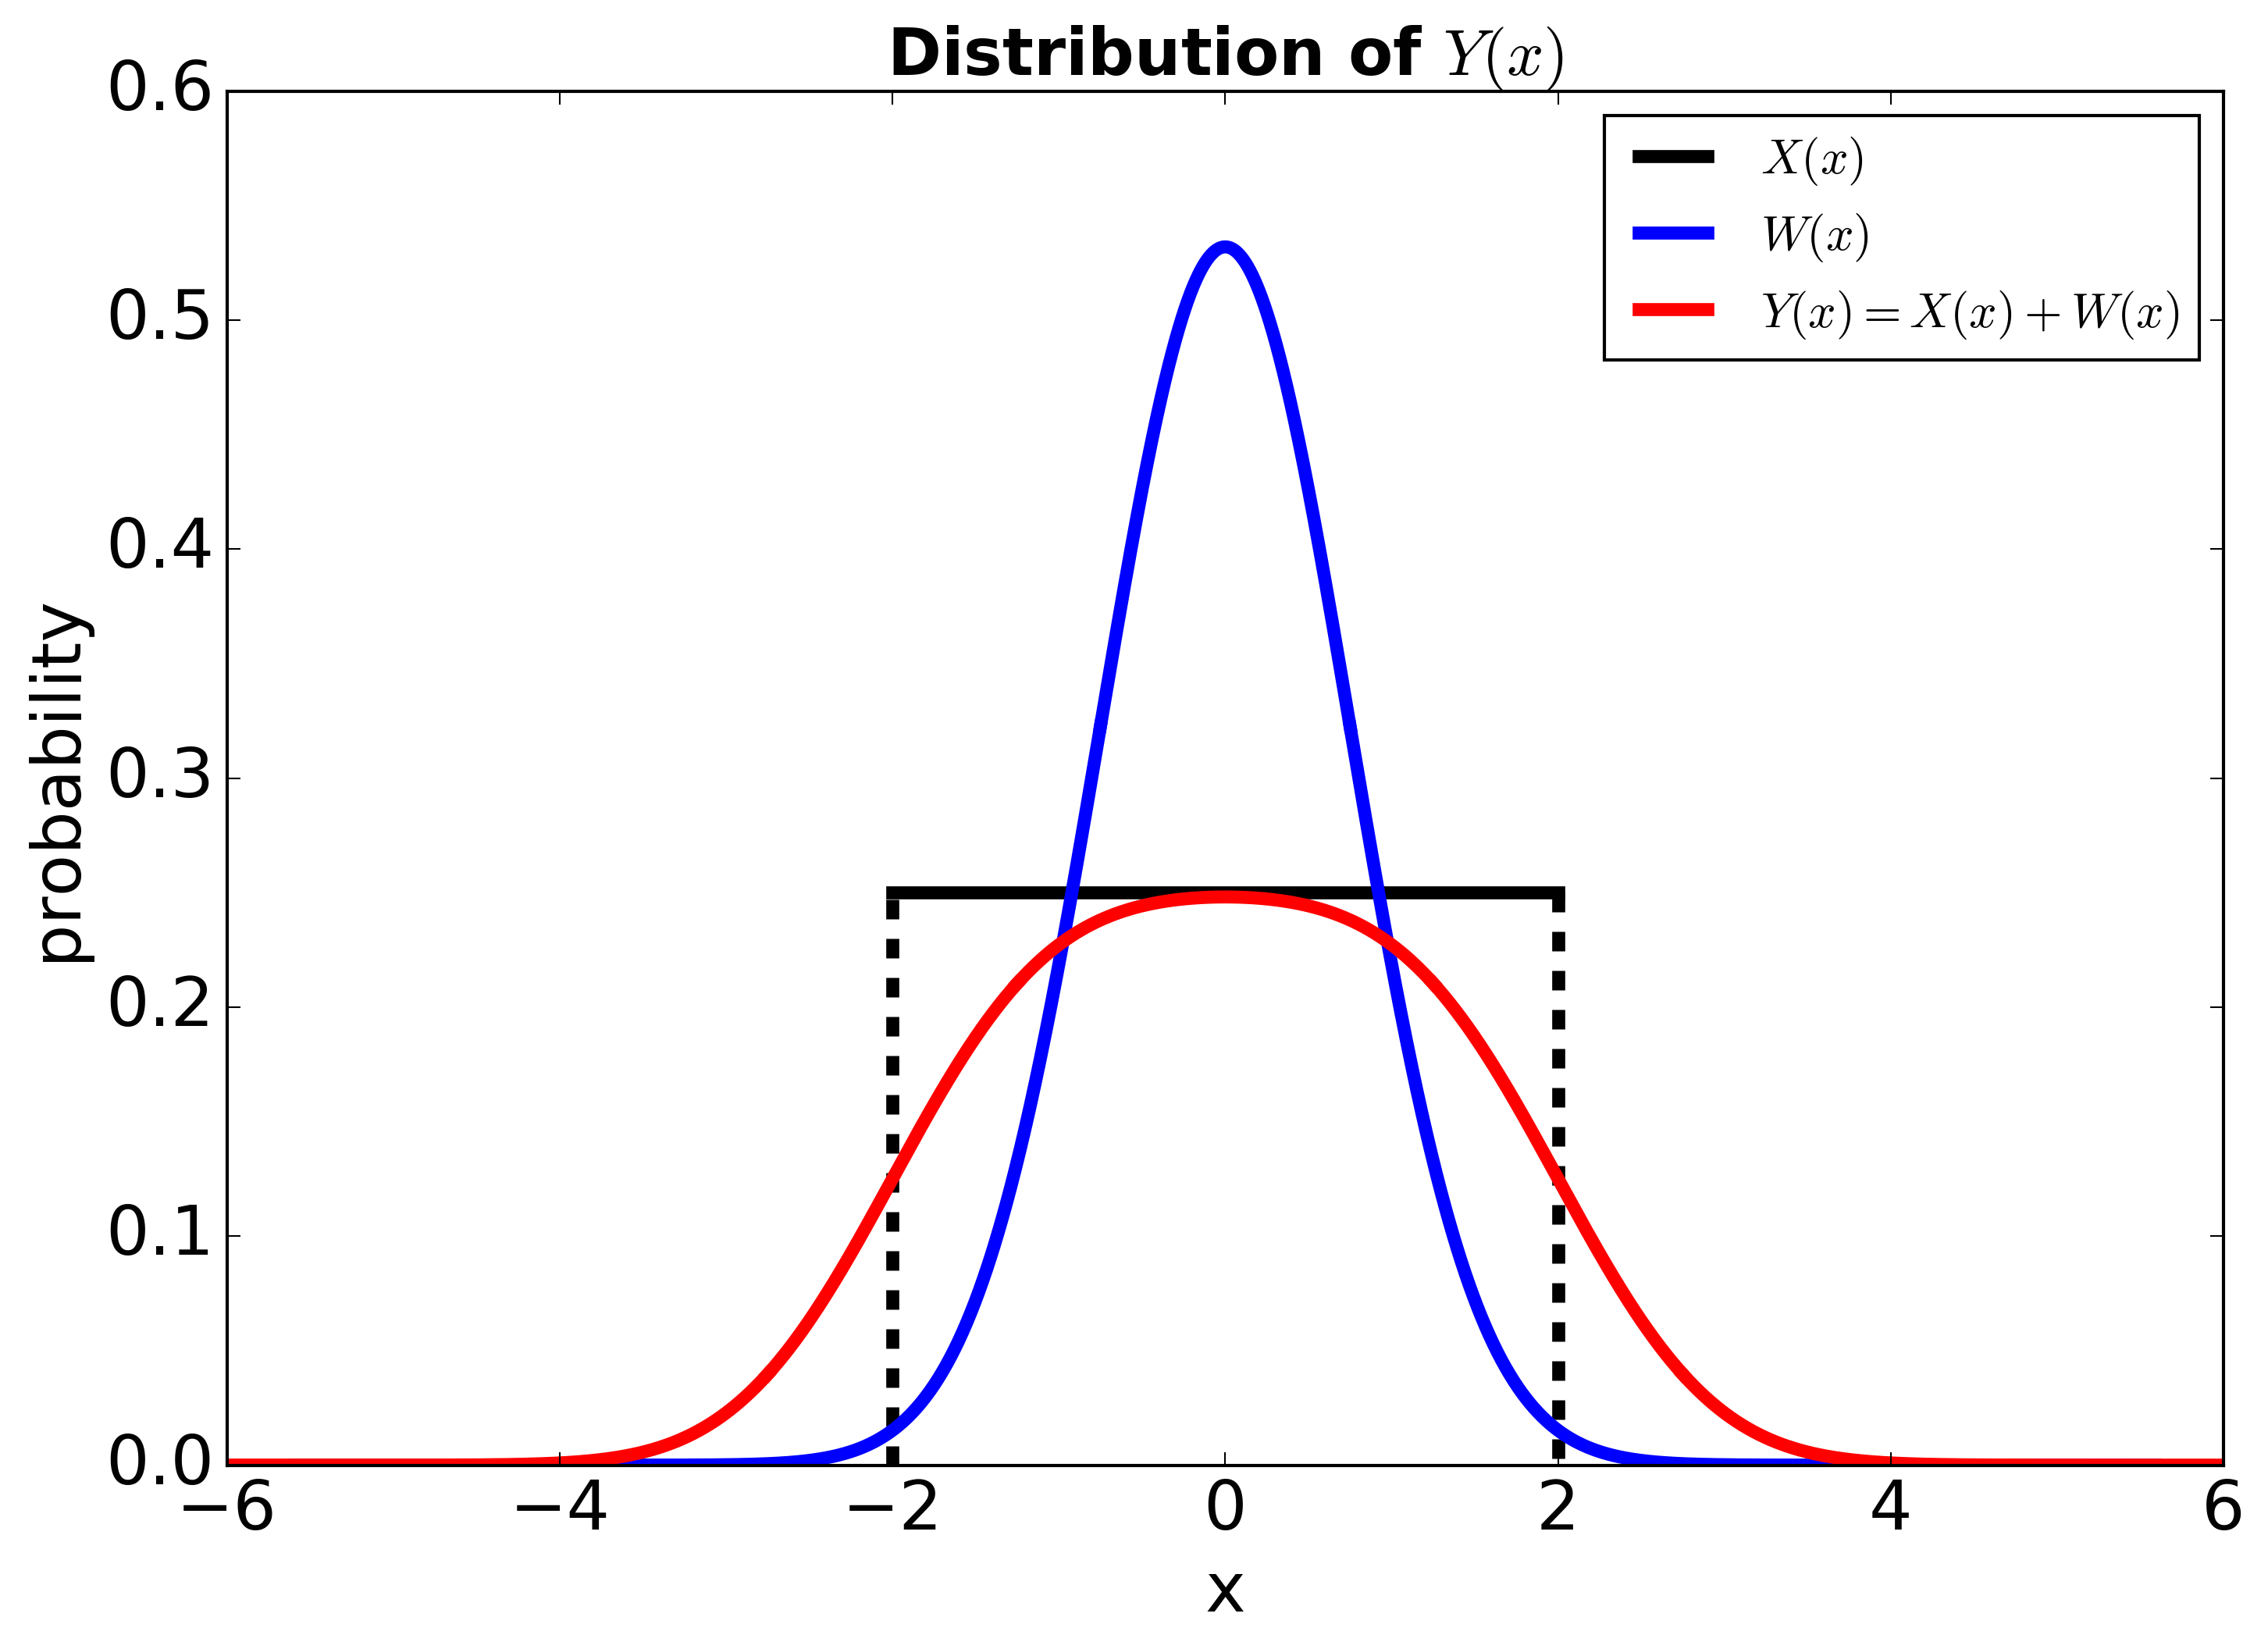 Distribution of Y(x)
0.6
0.5
0.4
0.3
0.2
0.1
0.0
probability
X(x)
W(x)
Y(x) = X(x) + W(x)
−6 −4 −2 0 2 4 6
x